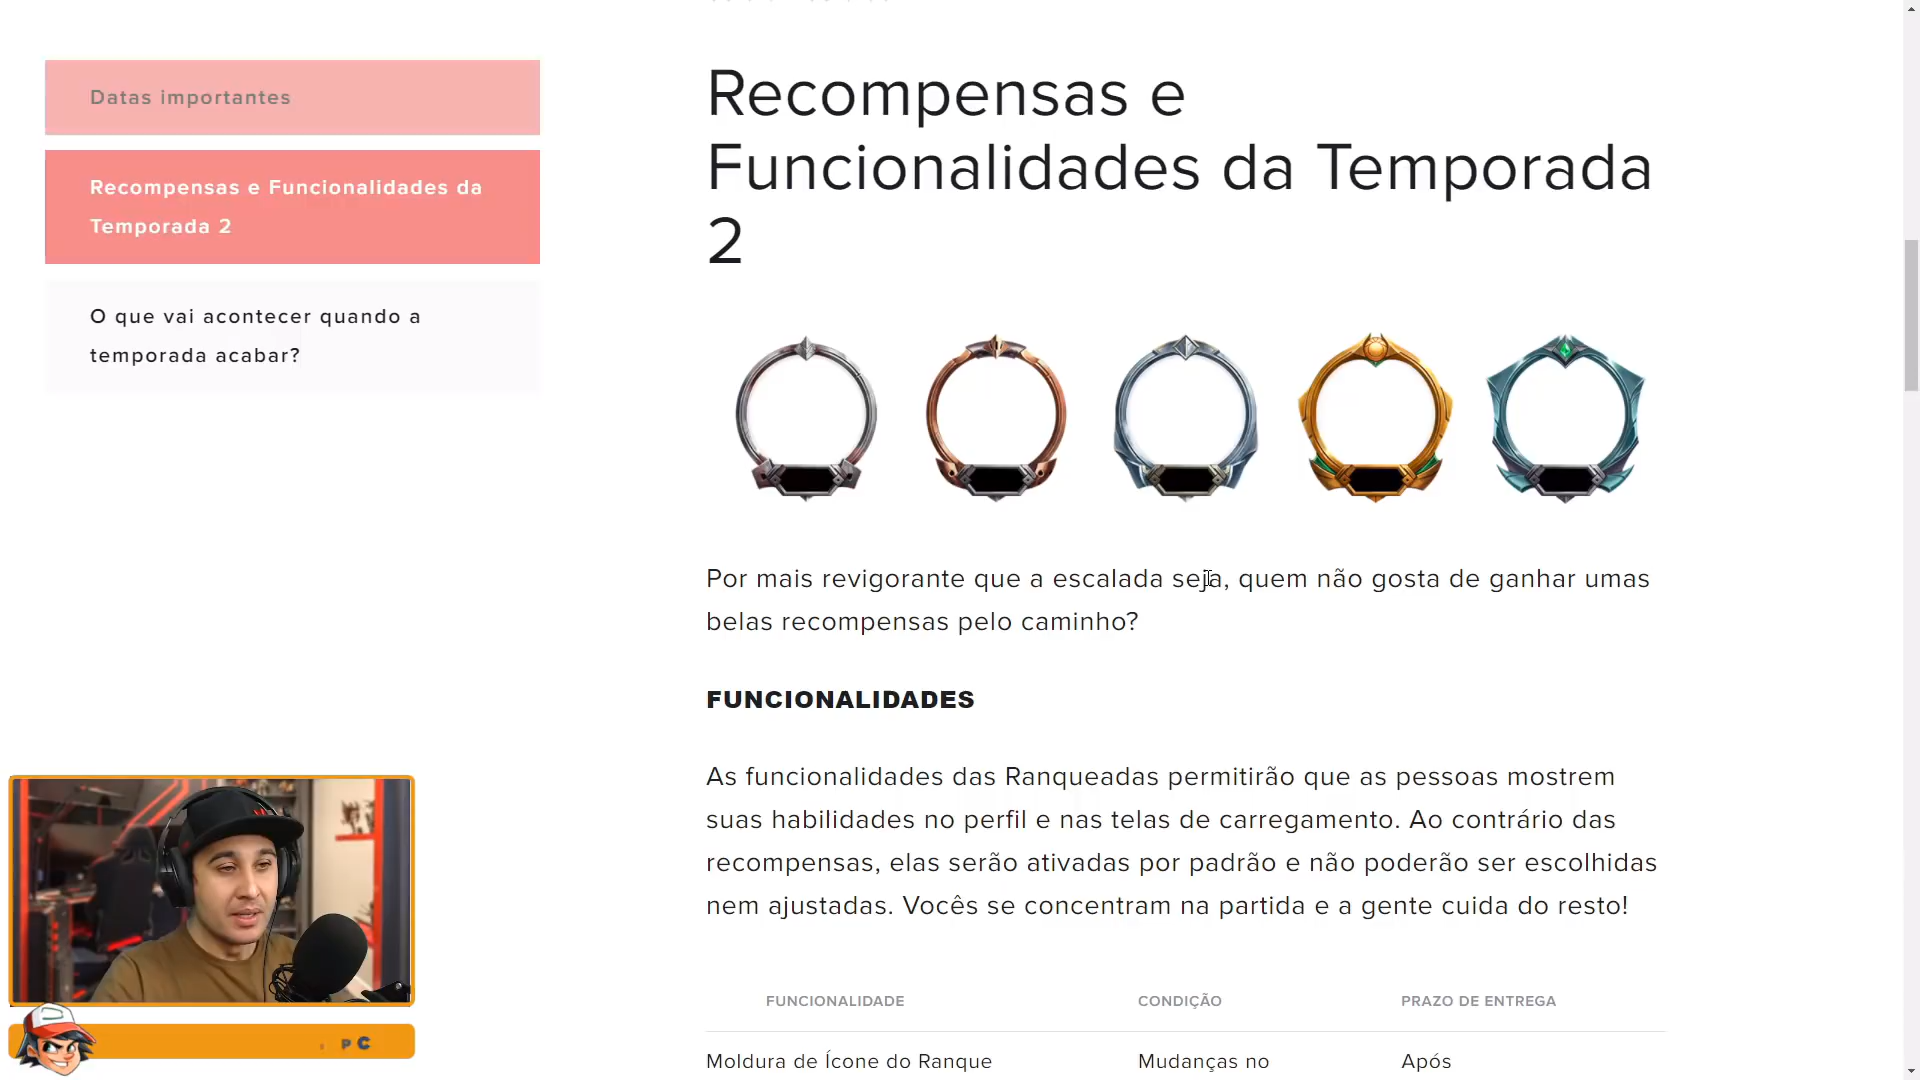 Datas importantes
Recompensas e Funcionalidades da
Temporada 2
O que vai acontecer quando a
temporada acabar?
Recompensas e
Funcionalidades da Temporada
2
Por mais revigorante que a escalada seja, quem não gosta de ganhar umas
belas recompensas pelo caminho?
FUNCIONALIDADES
As funcionalidades das Ranqueadas permitirão que as pessoas mostrem
suas habilidades no perfil e nas telas de carregamento. Ao contrário das
recompensas, elas serão ativadas por padrão e não poderão ser escolhidas
nem ajustadas. Vocês se concentram na partida e a gente cuida do resto!
FUNCIONALIDADE CONDIÇÃO PRAZO DE ENTREGA
Moldura de Ícone do Ranque Mudanças no Após
PC